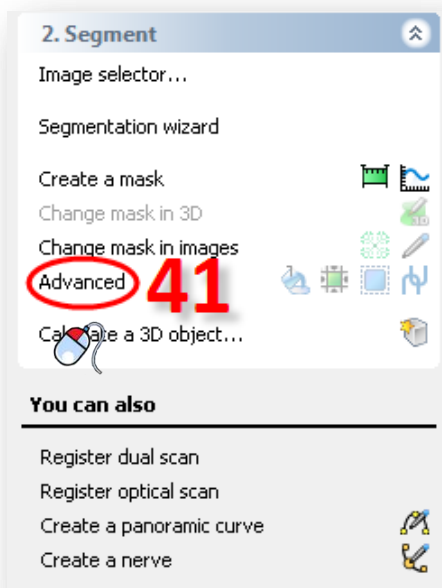 2. Segment
Image selector...
Segmentation wizard
Create a mask
Change mask in 3D
Change mask in images
Advanced 41
Calculate a 3D object...
You can also
Register dual scan
Register optical scan
Create a panoramic curve
Create a nerve